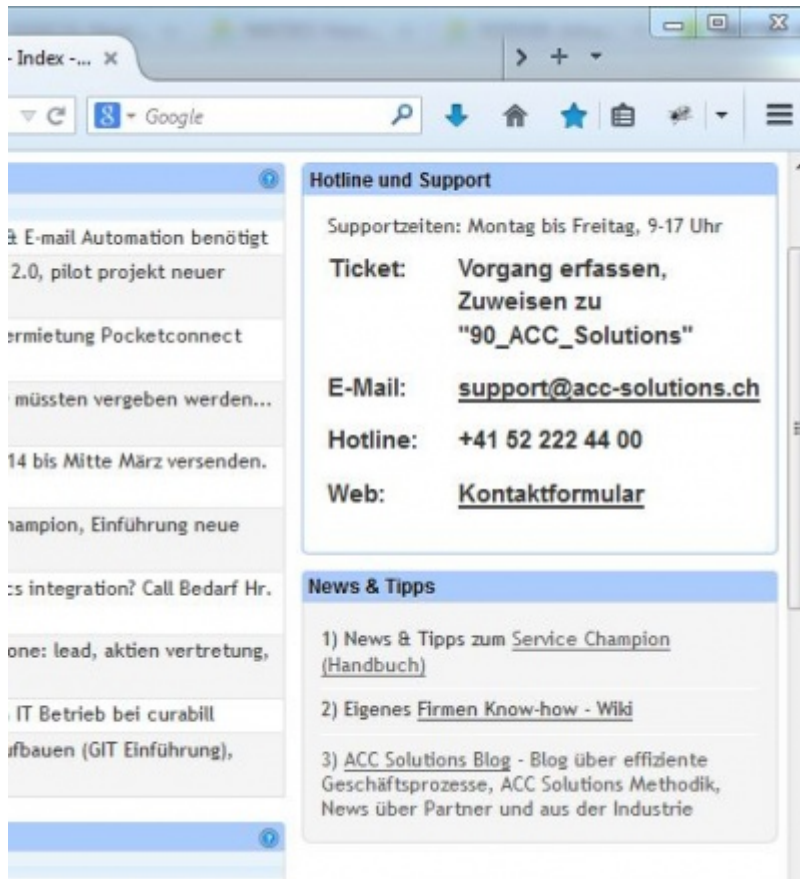 - Index -...
Google
& E-mail Automation benötigt
2.0, pilot projekt neuer
ermietung Pocketconnect
müssten vergeben werden...
14 bis Mitte März versenden.
hampion, Einführung neue
cs integration? Call Bedarf Hr.
one: lead, aktien vertretung,
IT Betrieb bei curabill
ufbauen (GIT Einführung),
Hotline und Support
Supportzeiten: Montag bis Freitag, 9-17 Uhr
Ticket: Vorgang erfassen,
Zuweisen zu
"90_ACC_Solutions"
E-Mail: support@acc-solutions.ch
Hotline: +41 52 222 44 00
Web: Kontaktformular
News & Tipps
1) News & Tipps zum Service Champion
(Handbuch)
2) Eigenes Firmen Know-how - Wiki
3) ACC Solutions Blog - Blog über effiziente
Geschäftsprozesse, ACC Solutions Methodik,
News über Partner und aus der Industrie